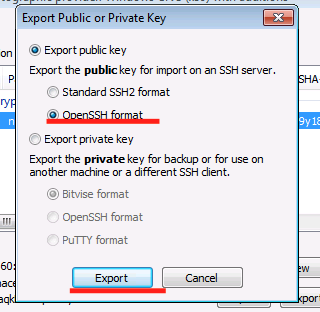 Export Public or Private Key
Export public key
Export the public key for import on an SSH server.
Standard SSH2 format
OpenSSH format
Export private key
Export the private key for backup or for use on
another machine or a different SSH client.
Bitvise format
OpenSSH format
PuTTY format
Export
Cancel